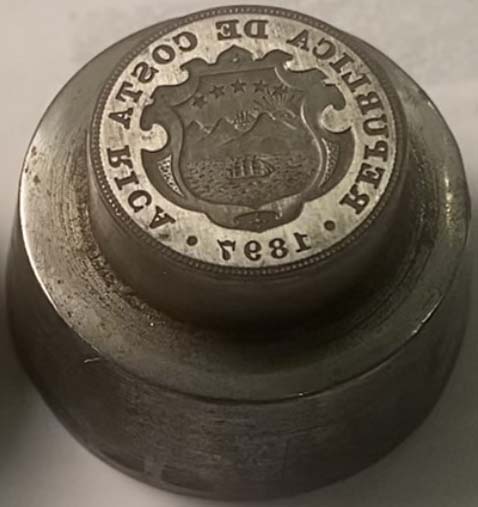 REPUBLICA DE COSTA RICA
• 1897 •